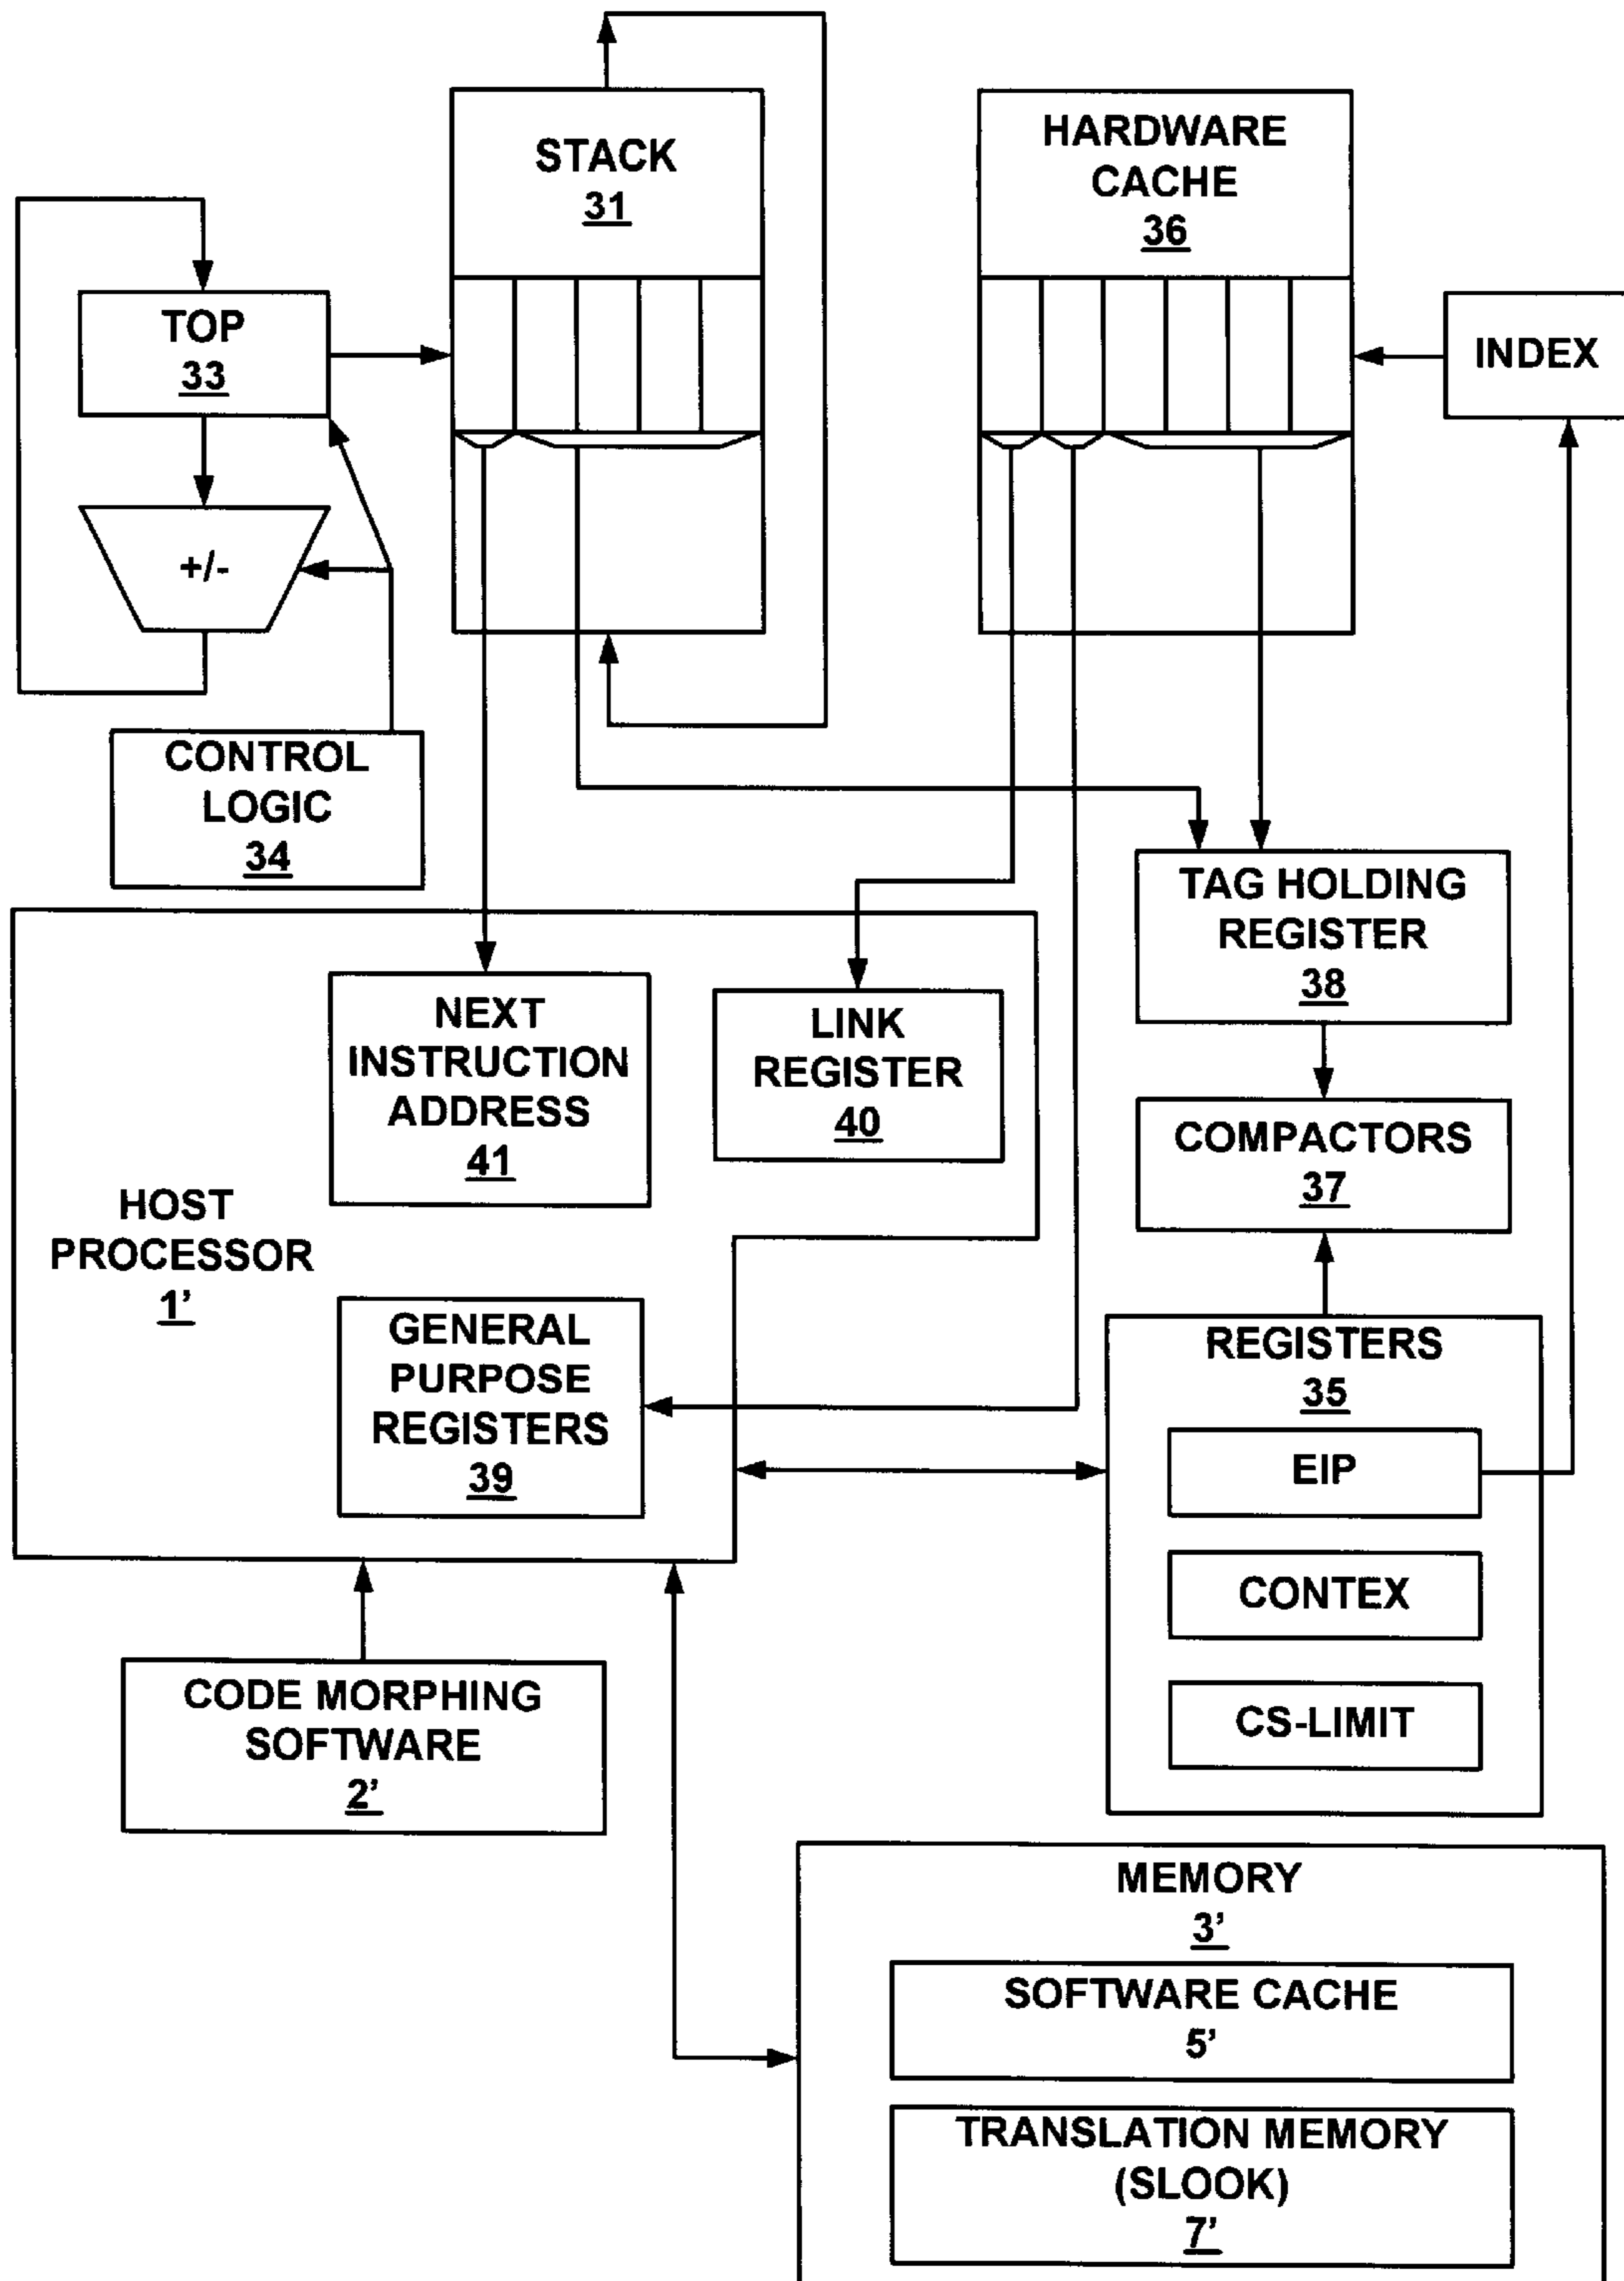 STACK
31
HARDWARE
CACHE
36
TOP
33
INDEX
+/-
CONTROL
LOGIC
34
TAG HOLDING
REGISTER
38
NEXT
INSTRUCTION
ADDRESS
41
LINK
REGISTER
40
COMPACTORS
37
HOST
PROCESSOR
1’
GENERAL
PURPOSE
REGISTERS
39
REGISTERS
35
EIP
CONTEX
CS-LIMIT
CODE MORPHING
SOFTWARE
2’
MEMORY
3’
SOFTWARE CACHE
5’
TRANSLATION MEMORY
(SLOOK)
7’